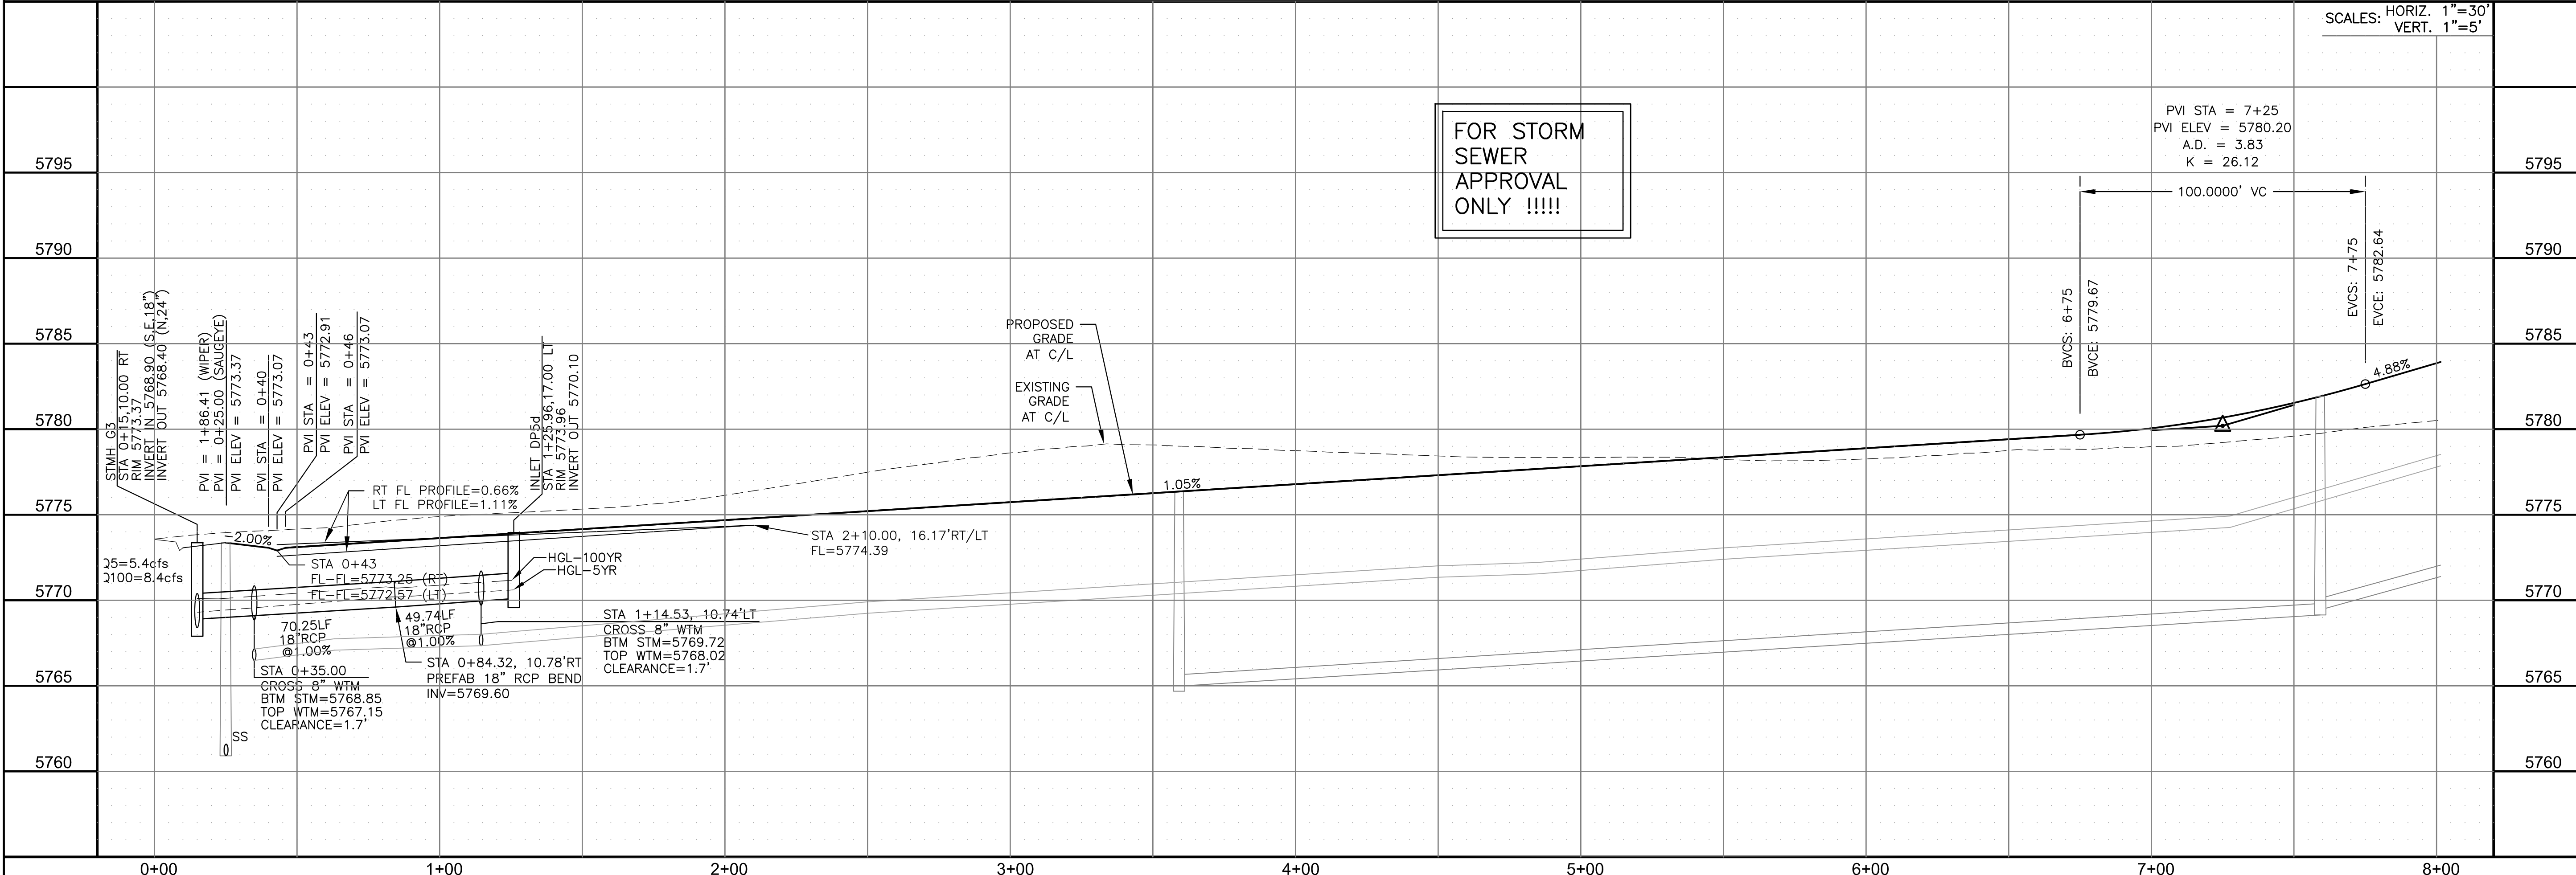 SCALES: HORIZ. 1"=30'
VERT. 1"=5'
PVI STA = 7+25
PVI ELEV = 5780.20
A.D. = 3.83
K = 26.12
100.0000' VC
BVCS: 6+75
BVCE: 5779.67
EVCS: 7+75
EVCE: 5782.64
4.88%
FOR STORM
SEWER
APPROVAL
ONLY !!!!!
5795
5790
5785
5780
5775
5770
5765
5760
5795
5790
5785
5780
5775
5770
5765
5760
STMH G3
STA 0+15,10.00 RT
RIM 5773.37
INVERT IN 5768.90 (S,E,18")
INVERT OUT 5768.40 (N,24")
PVI = 1+86.41 (WIPER)
PVI = 0+25.00 (SAUGEYE)
PVI ELEV = 5773.37
PVI STA = 0+40
PVI ELEV = 5773.07
PVI STA = 0+43
PVI ELEV = 5772.91
PVI STA = 0+46
PVI ELEV = 5773.07
INLET DP5d
STA 1+25.96,17.00 LT
RIM 5773.96
INVERT OUT 5770.10
PROPOSED
GRADE
AT C/L
EXISTING
GRADE
AT C/L
RT FL PROFILE=0.66%
LT FL PROFILE=1.11%
1.05%
-2.00%
STA 2+10.00, 16.17'RT/LT
FL=5774.39
Q5=5.4cfs
Q100=8.4cfs
STA 0+43
FL-FL=5773.25 (RT)
FL-FL=5772.57 (LT)
HGL-100YR
HGL-5YR
70.25LF
18"RCP
@1.00%
49.74LF
18"RCP
@1.00%
STA 1+14.53, 10.74'LT
CROSS 8" WTM
BTM STM=5769.72
TOP WTM=5768.02
CLEARANCE=1.7'
STA 0+84.32, 10.78'RT
PREFAB 18" RCP BEND
INV=5769.60
STA 0+35.00
CROSS 8" WTM
BTM STM=5768.85
TOP WTM=5767.15
CLEARANCE=1.7'
SS
0+00
1+00
2+00
3+00
4+00
5+00
6+00
7+00
8+00